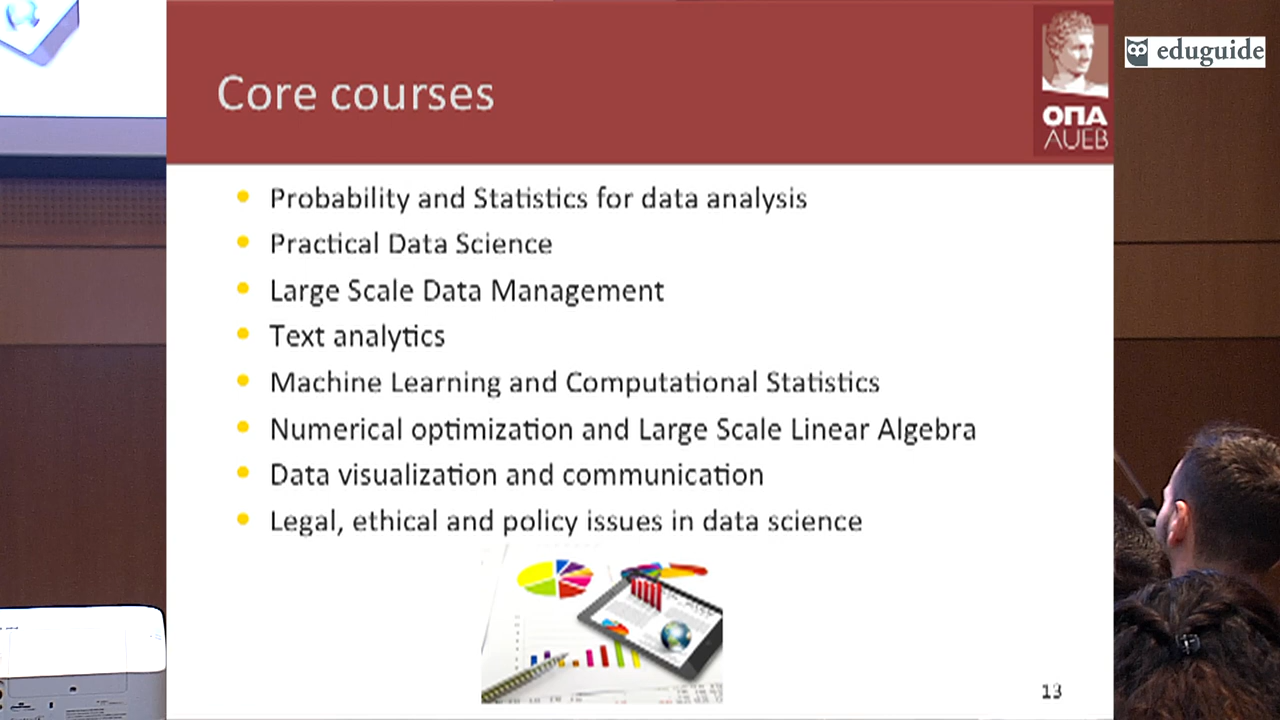 Core courses
ΟΠΑ
AUEB
eduguide
Probability and Statistics for data analysis
Practical Data Science
Large Scale Data Management
Text analytics
Machine Learning and Computational Statistics
Numerical optimization and Large Scale Linear Algebra
Data visualization and communication
Legal, ethical and policy issues in data science
13